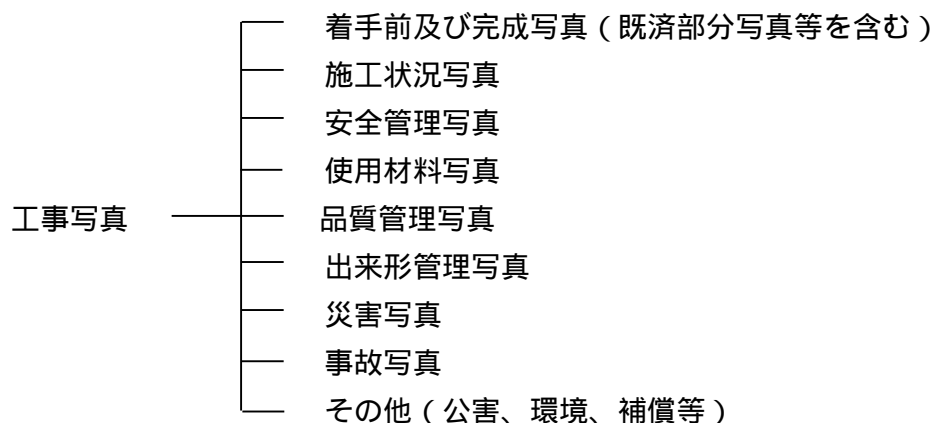 着手前及び完成写真（既済部分写真等を含む）
施工状況写真
安全管理写真
使用材料写真
工事写真
品質管理写真
出来形管理写真
災害写真
事故写真
その他（公害、環境、補償等）